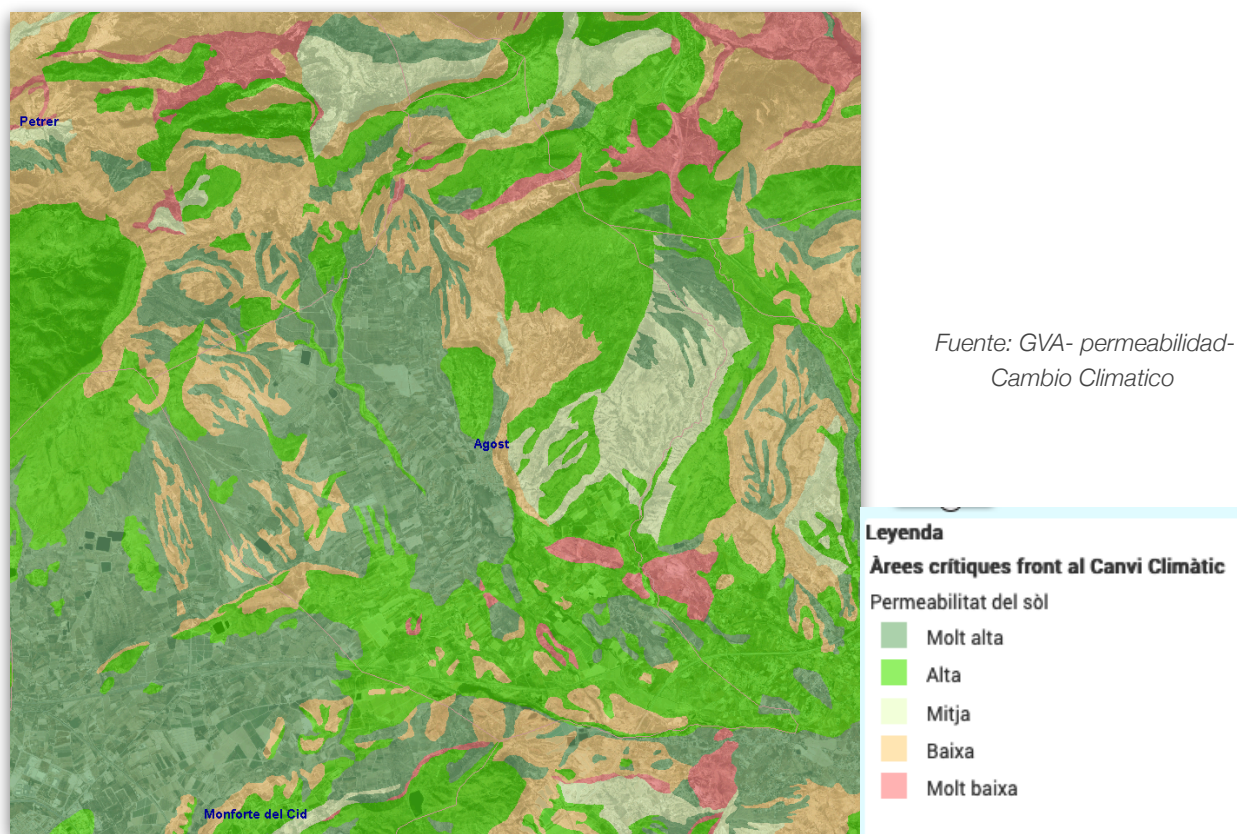 Petrer
Agost
Monforte del Cid
Fuente: GVA- permeabilidad-
Cambio Climatico
Leyenda
Àrees crítiques front al Canvi Climàtic
Permeabilitat del sòl
Molt alta
Alta
Mitja
Baixa
Molt baixa